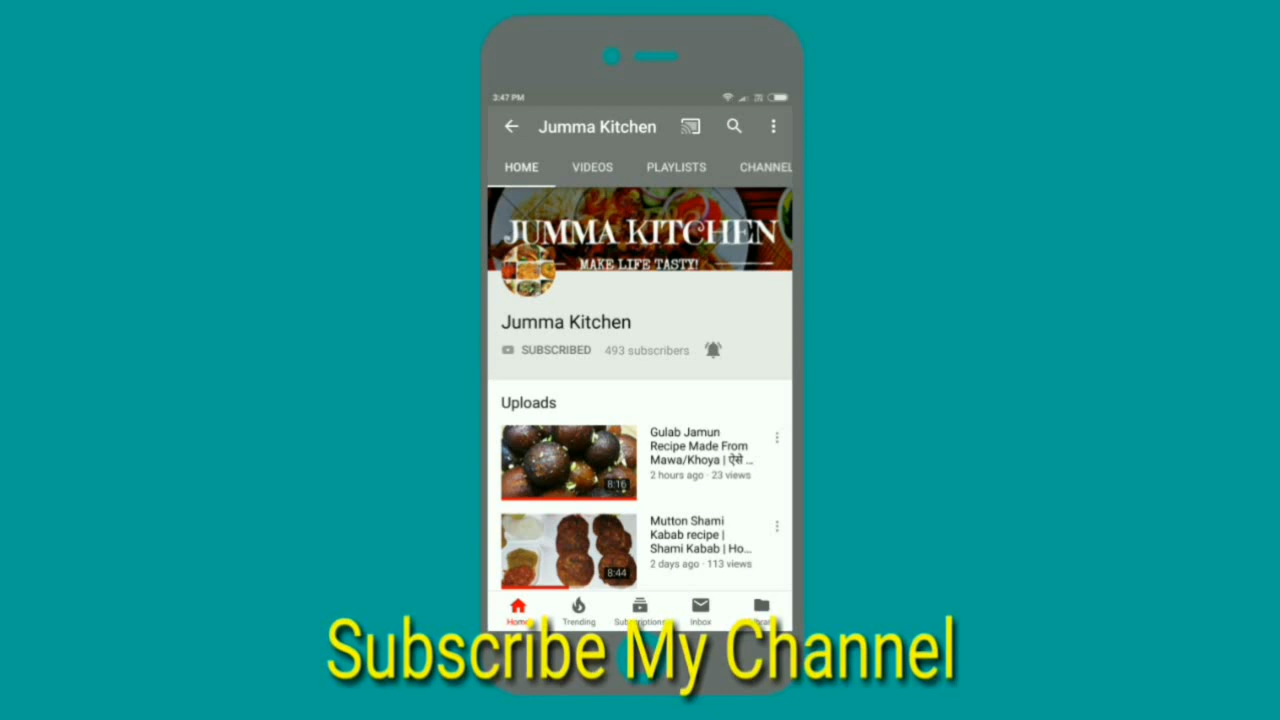 3:47 PM
Jumma Kitchen
HOME VIDEOS PLAYLISTS CHANNEL
JUMMA KITCHEN
MAKE LIFE TASTY!
Jumma Kitchen
SUBSCRIBED 493 subscribers
Uploads
Gulab Jamun
Recipe Made From
Mawa/Khoya | ऐसे ...
2 hours ago · 23 views
8:16
Mutton Shami
Kabab recipe |
Shami Kabab | Ho...
2 days ago · 113 views
8:44
Home Trending Subscriptions Inbox
Subscribe My Channel